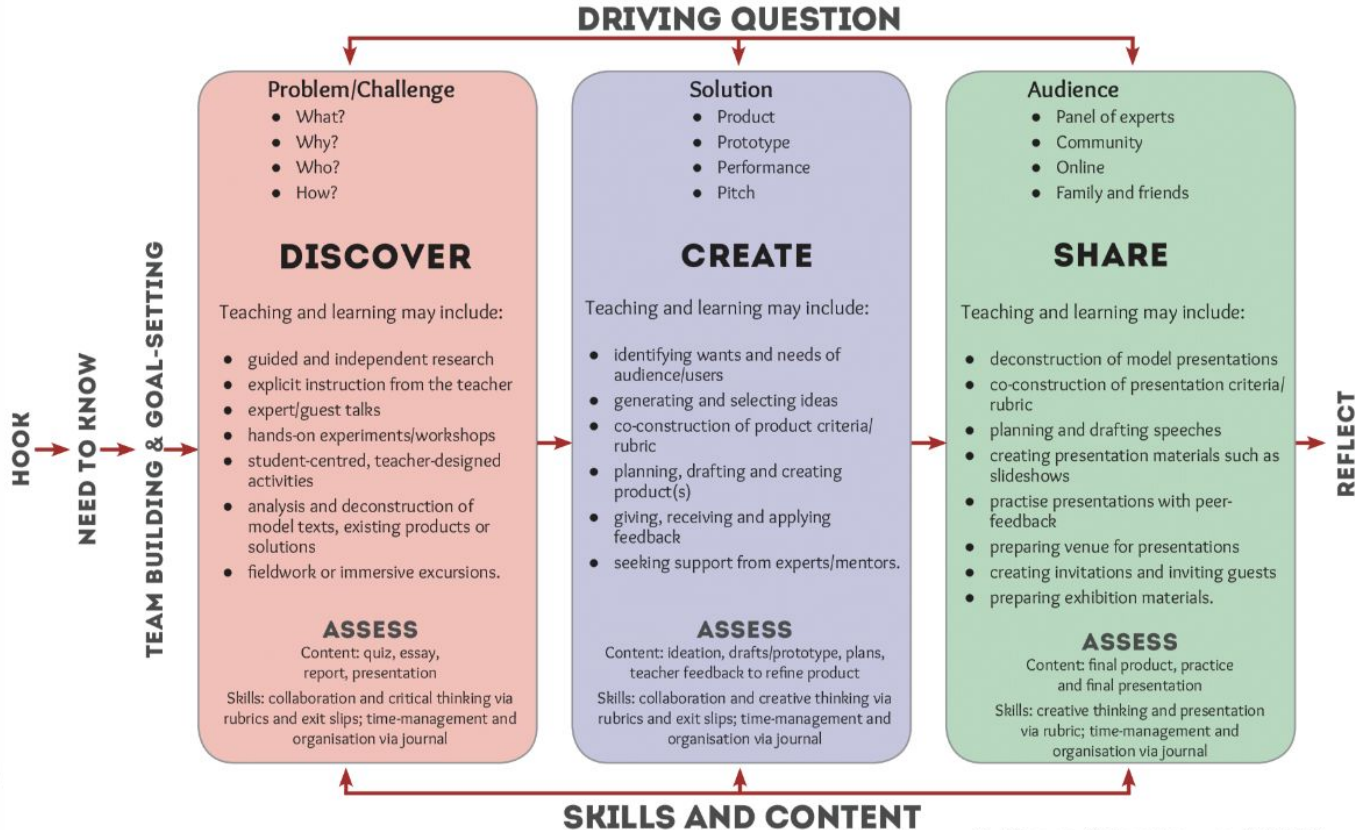 DRIVING QUESTION
HOOK
NEED TO KNOW
TEAM BUILDING & GOAL-SETTING
Problem/Challenge
● What?
● Why?
● Who?
● How?
DISCOVER
Teaching and learning may include:
● guided and independent research
● explicit instruction from the teacher
● expert/guest talks
● hands-on experiments/workshops
● student-centred, teacher-designed
activities
● analysis and deconstruction of
model texts, existing products or
solutions
● fieldwork or immersive excursions.
ASSESS
Content: quiz, essay,
report, presentation
Skills: collaboration and critical thinking via
rubrics and exit slips; time-management and
organisation via journal
Solution
● Product
● Prototype
● Performance
● Pitch
CREATE
Teaching and learning may include:
● identifying wants and needs of
audience/users
● generating and selecting ideas
● co-construction of product criteria/
rubric
● planning, drafting and creating
product(s)
● giving, receiving and applying
feedback
● seeking support from experts/mentors.
ASSESS
Content: ideation, drafts/prototype, plans,
teacher feedback to refine product
Skills: collaboration and creative thinking via
rubrics and exit slips; time-management and
organisation via journal
Audience
● Panel of experts
● Community
● Online
● Family and friends
SHARE
Teaching and learning may include:
● deconstruction of model presentations
● co-construction of presentation criteria/
rubric
● planning and drafting speeches
● creating presentation materials such as
slideshows
● practise presentations with peer-
feedback
● preparing venue for presentations
● creating invitations and inviting guests
● preparing exhibition materials.
ASSESS
Content: final product, practice
and final presentation
Skills: creative thinking and presentation
via rubric; time-management and
organisation via journal
REFLECT
SKILLS AND CONTENT